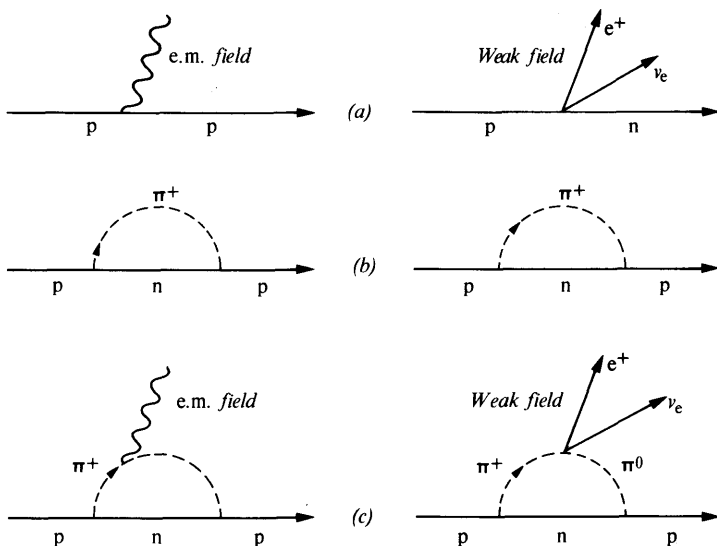 e.m. field
p p
(a)
Weak field e⁺ νₑ
p n
π⁺
p n p
(b)
π⁺
p n p
e.m. field
π⁺
p n p
(c)
Weak field e⁺ νₑ
π⁺ π⁰
p n p